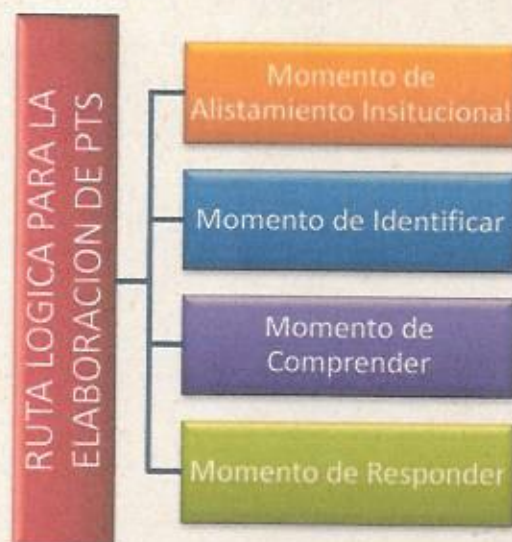 RUTA LOGICA PARA LA
ELABORACION DE PTS
Momento de
Alistamiento Insitucional
Momento de Identificar
Momento de
Comprender
Momento de Responder